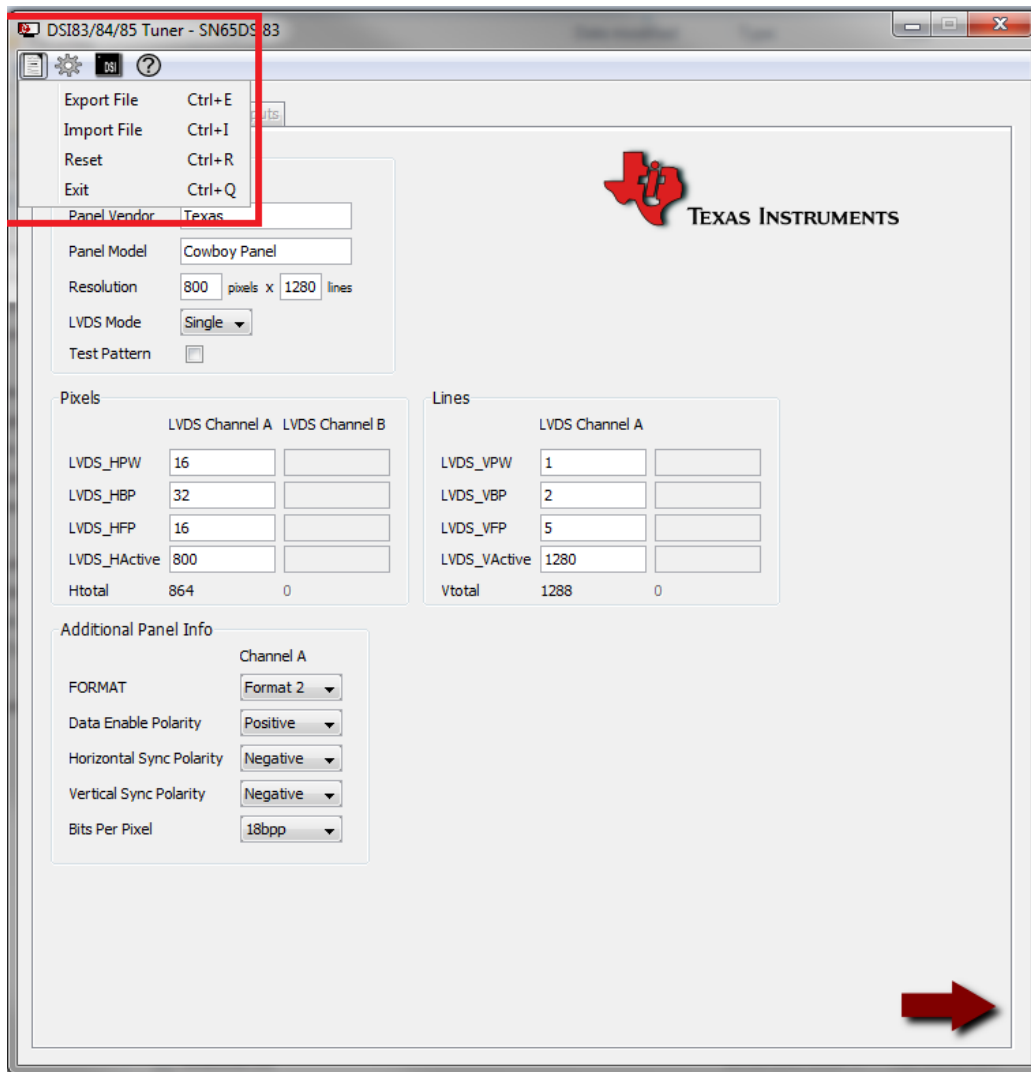 DSI83/84/85 Tuner - SN65DSI83
DSI
Export File Ctrl+E
Import File Ctrl+I
Reset Ctrl+R
Exit Ctrl+Q
Panel Vendor Texas
TEXAS INSTRUMENTS
Panel Model Cowboy Panel
Resolution 800 pixels x 1280 lines
LVDS Mode Single
Test Pattern
Pixels
LVDS Channel A LVDS Channel B
LVDS_HPW 16
LVDS_HBP 32
LVDS_HFP 16
LVDS_HActive 800
Htotal 864 0
Lines
LVDS Channel A
LVDS_VPW 1
LVDS_VBP 2
LVDS_VFP 5
LVDS_VActive 1280
Vtotal 1288 0
Additional Panel Info
Channel A
FORMAT Format 2
Data Enable Polarity Positive
Horizontal Sync Polarity Negative
Vertical Sync Polarity Negative
Bits Per Pixel 18bpp